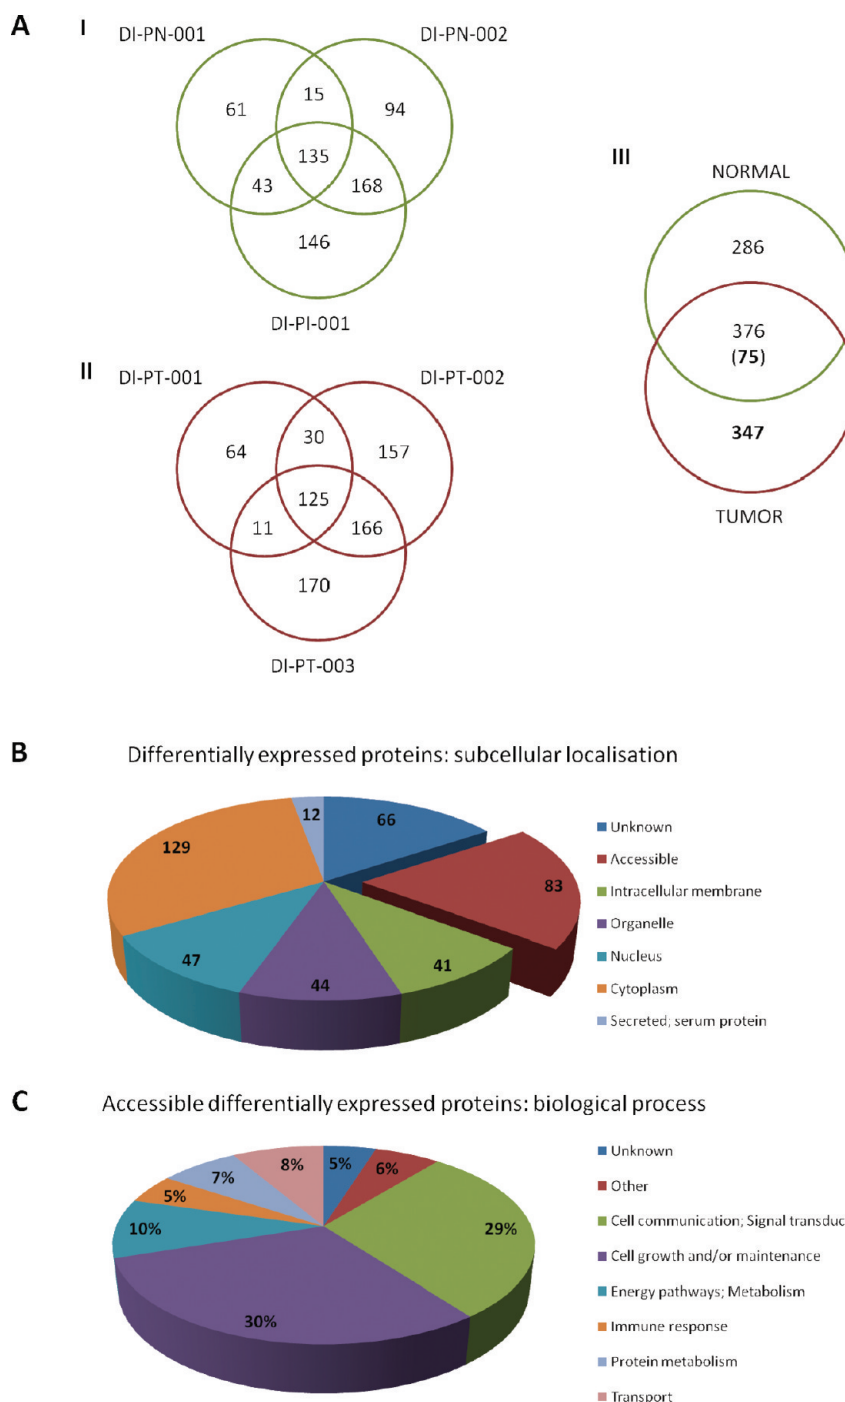 A
I
DI-PN-001
DI-PN-002
61
15
94
135
43
168
146
DI-PI-001
II
DI-PT-001
DI-PT-002
64
30
157
125
11
166
170
DI-PT-003
III
NORMAL
286
376
(75)
347
TUMOR
B
Differentially expressed proteins: subcellular localisation
12
66
129
83
47
44
41
Unknown
Accessible
Intracellular membrane
Organelle
Nucleus
Cytoplasm
Secreted; serum protein
C
Accessible differentially expressed proteins: biological process
8%
5%
7%
6%
5%
10%
29%
30%
Unknown
Other
Cell communication; Signal transduc
Cell growth and/or maintenance
Energy pathways; Metabolism
Immune response
Protein metabolism
Transport